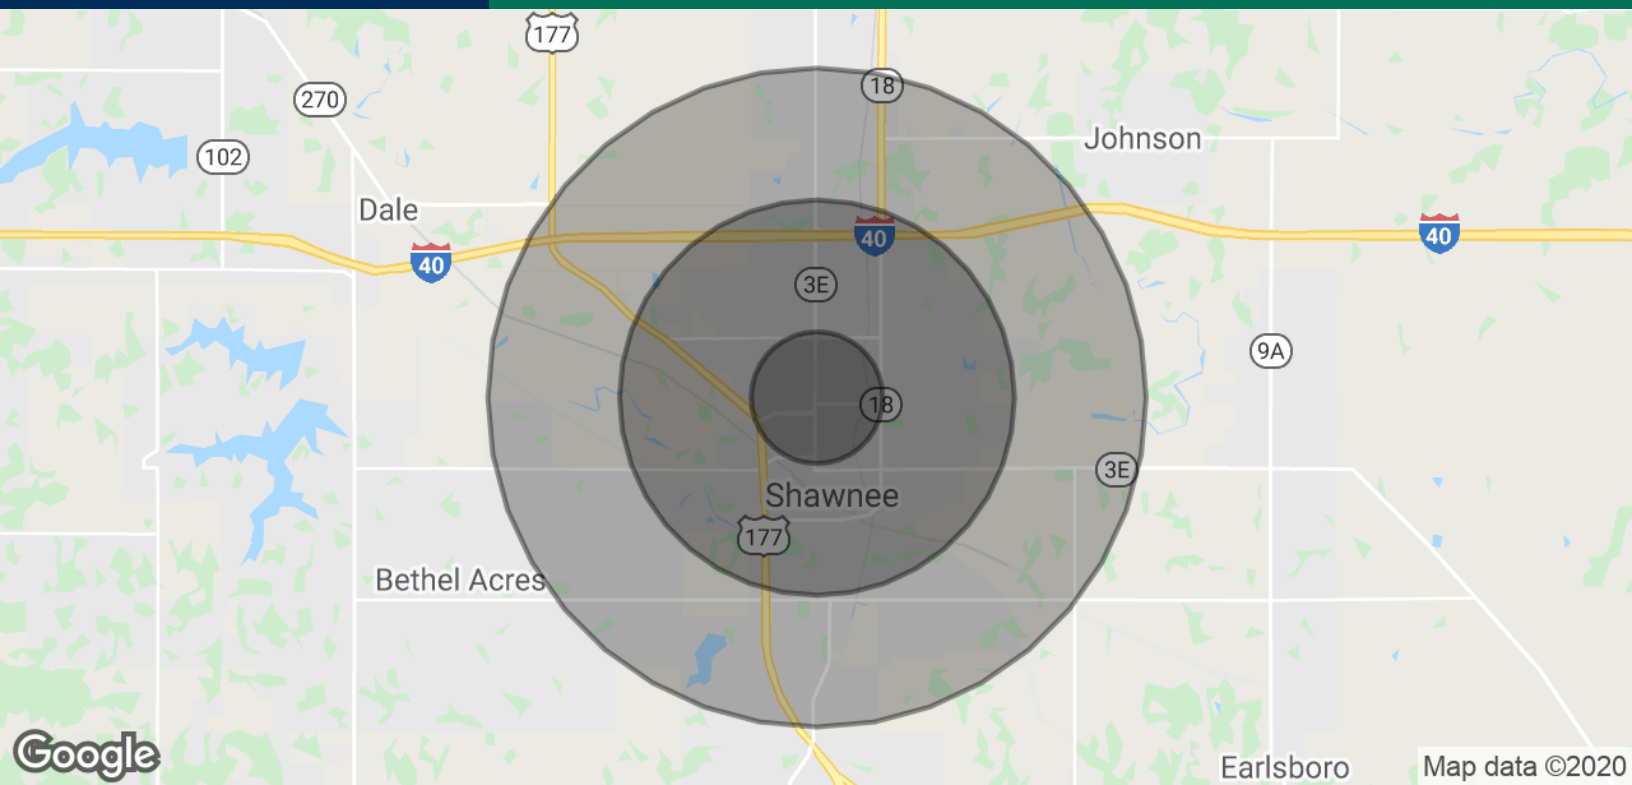 177
18
270
Johnson
102
Dale
40
40
40
3E
9A
18
3E
Shawnee
177
Bethel Acres
Google
Earlsboro
Map data ©2020